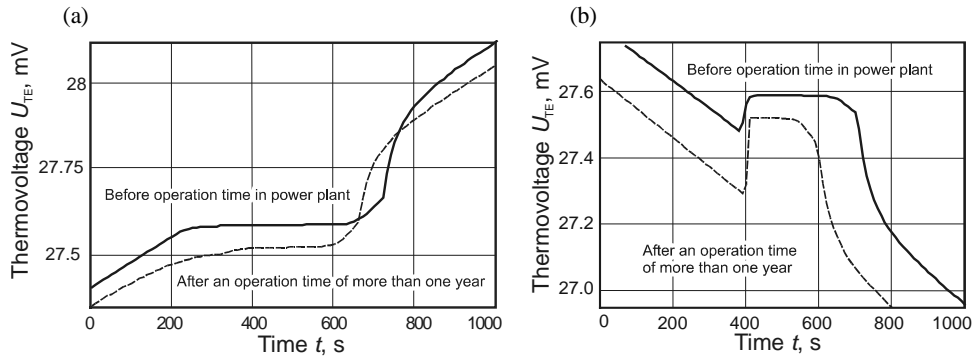 (a)
Thermovoltage U_TE, mV
28
27.75
27.5
Before operation time in power plant
After an operation time of more than one year
0 200 400 600 800 1000
Time t, s
(b)
Thermovoltage U_TE, mV
27.6
27.4
27.2
27.0
Before operation time in power plant
After an operation time
of more than one year
0 200 400 600 800 1000
Time t, s